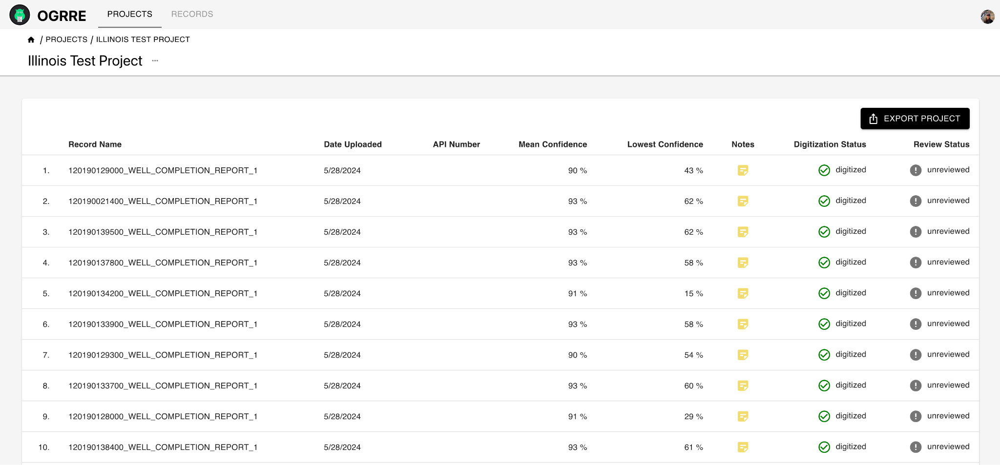 OGRRE PROJECTS RECORDS
/ PROJECTS / ILLINOIS TEST PROJECT
Illinois Test Project ...
EXPORT PROJECT
Record Name Date Uploaded API Number Mean Confidence Lowest Confidence Notes Digitization Status Review Status
1. 120190129000_WELL_COMPLETION_REPORT_1 5/28/2024 90 % 43 % digitized unreviewed
2. 120190021400_WELL_COMPLETION_REPORT_1 5/28/2024 93 % 62 % digitized unreviewed
3. 120190139500_WELL_COMPLETION_REPORT_1 5/28/2024 93 % 62 % digitized unreviewed
4. 120190137800_WELL_COMPLETION_REPORT_1 5/28/2024 93 % 58 % digitized unreviewed
5. 120190134200_WELL_COMPLETION_REPORT_1 5/28/2024 91 % 15 % digitized unreviewed
6. 120190133900_WELL_COMPLETION_REPORT_1 5/28/2024 93 % 58 % digitized unreviewed
7. 120190129300_WELL_COMPLETION_REPORT_1 5/28/2024 90 % 54 % digitized unreviewed
8. 120190133700_WELL_COMPLETION_REPORT_1 5/28/2024 93 % 60 % digitized unreviewed
9. 120190128000_WELL_COMPLETION_REPORT_1 5/28/2024 91 % 29 % digitized unreviewed
10. 120190138400_WELL_COMPLETION_REPORT_1 5/28/2024 93 % 61 % digitized unreviewed